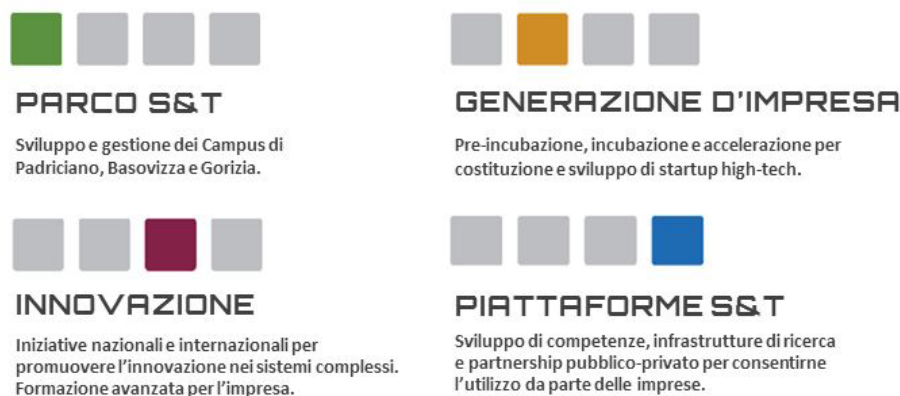 PARCO S&T
Sviluppo e gestione dei Campus di
Padriciano, Basovizza e Gorizia.
GENERAZIONE D'IMPRESA
Pre-incubazione, incubazione e accelerazione per
costituzione e sviluppo di startup high-tech.
INNOVAZIONE
Iniziative nazionali e internazionali per
promuovere l'innovazione nei sistemi complessi.
Formazione avanzata per l'impresa.
PIATTAFORME S&T
Sviluppo di competenze, infrastrutture di ricerca
e partnership pubblico-privato per consentirne
l'utilizzo da parte delle imprese.